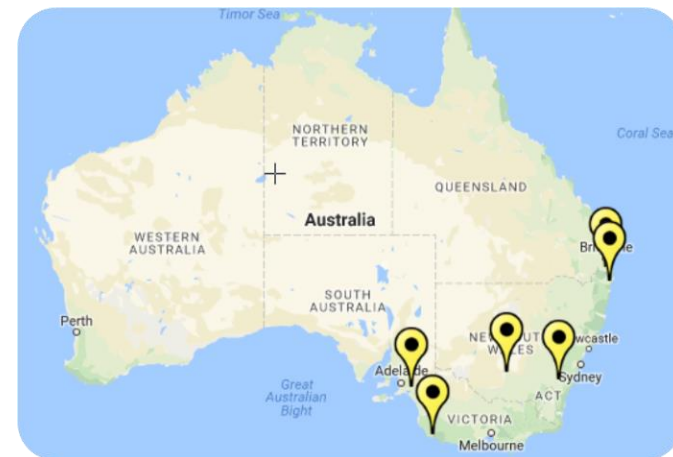 Timor Sea
NORTHERN
TERRITORY
Coral Sea
QUEENSLAND
Australia
WESTERN
AUSTRALIA
SOUTH
AUSTRALIA
Perth
Adelaide
Sydney
ACT
Great
Australian
Bight
VICTORIA
Melbourne